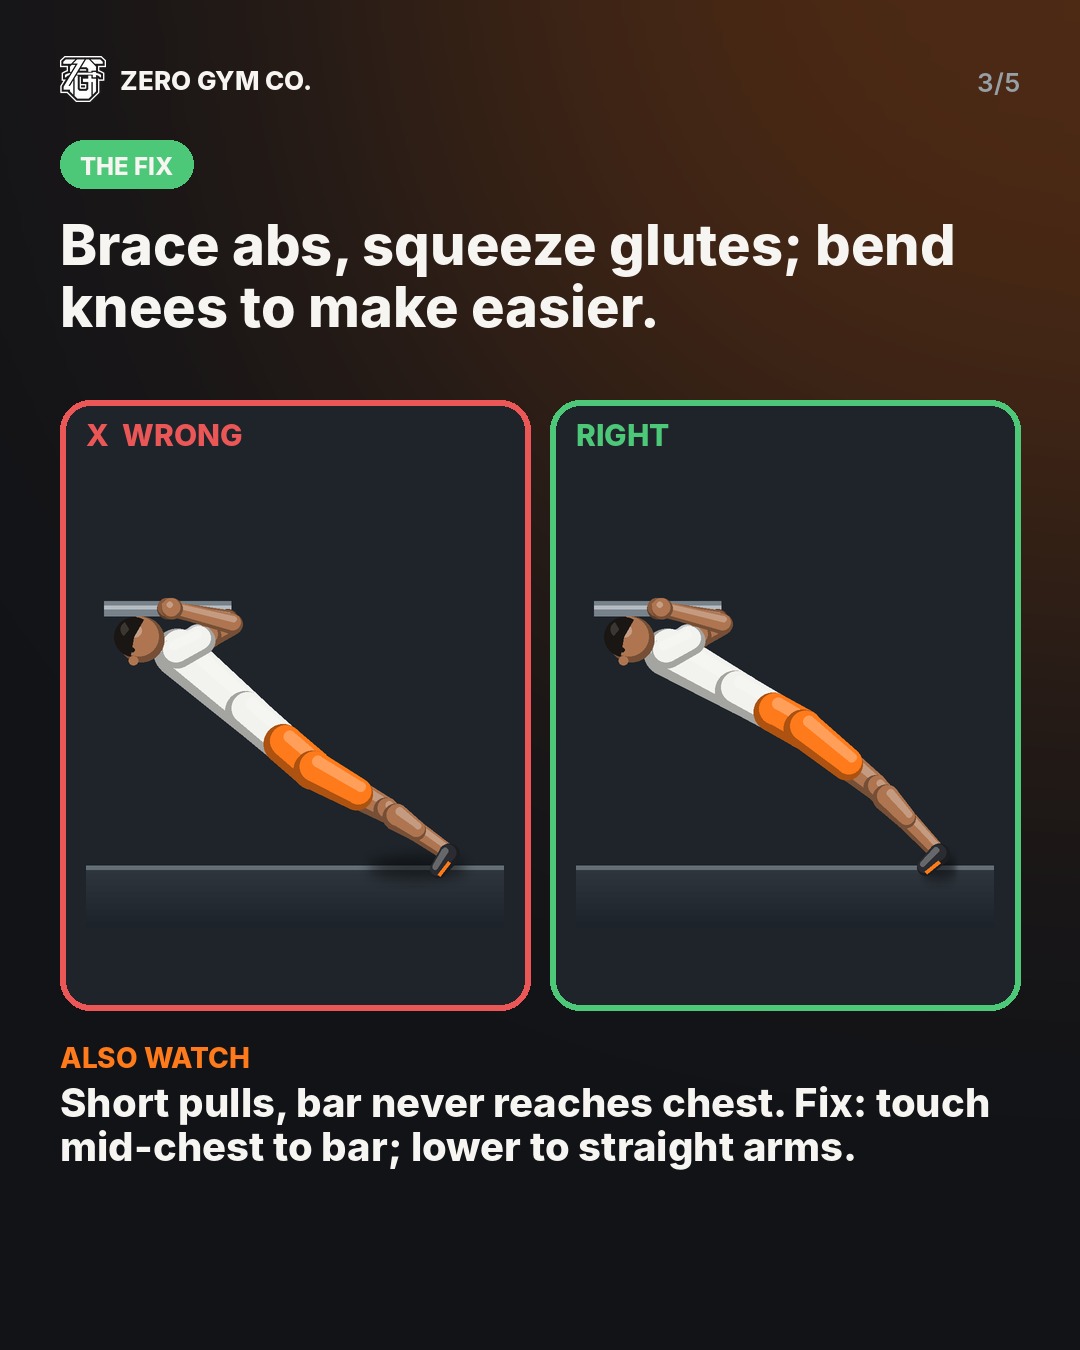 ZERO GYM CO.
3/5
THE FIX
Brace abs, squeeze glutes; bend
knees to make easier.
X WRONG
RIGHT
ALSO WATCH
Short pulls, bar never reaches chest. Fix: touch
mid-chest to bar; lower to straight arms.